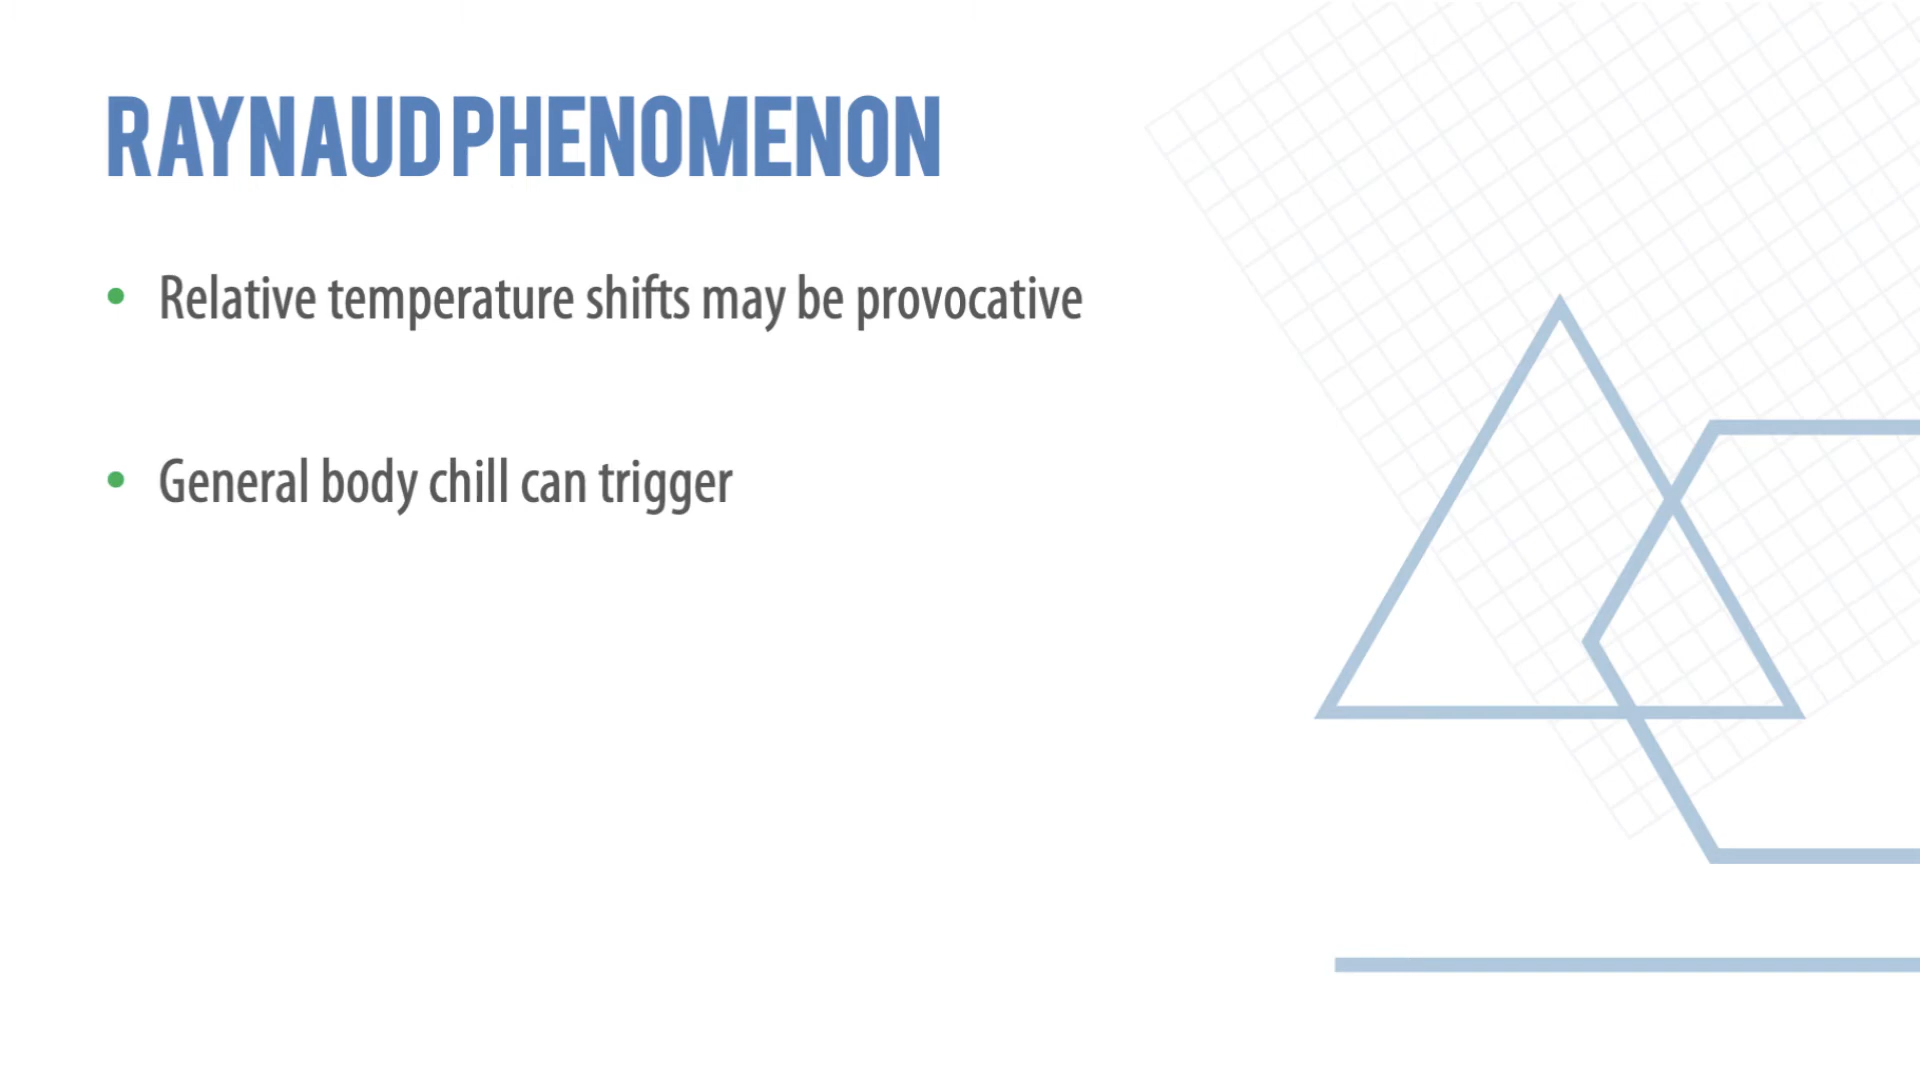 RAYNAUD PHENOMENON
• Relative temperature shifts may be provocative
• General body chill can trigger